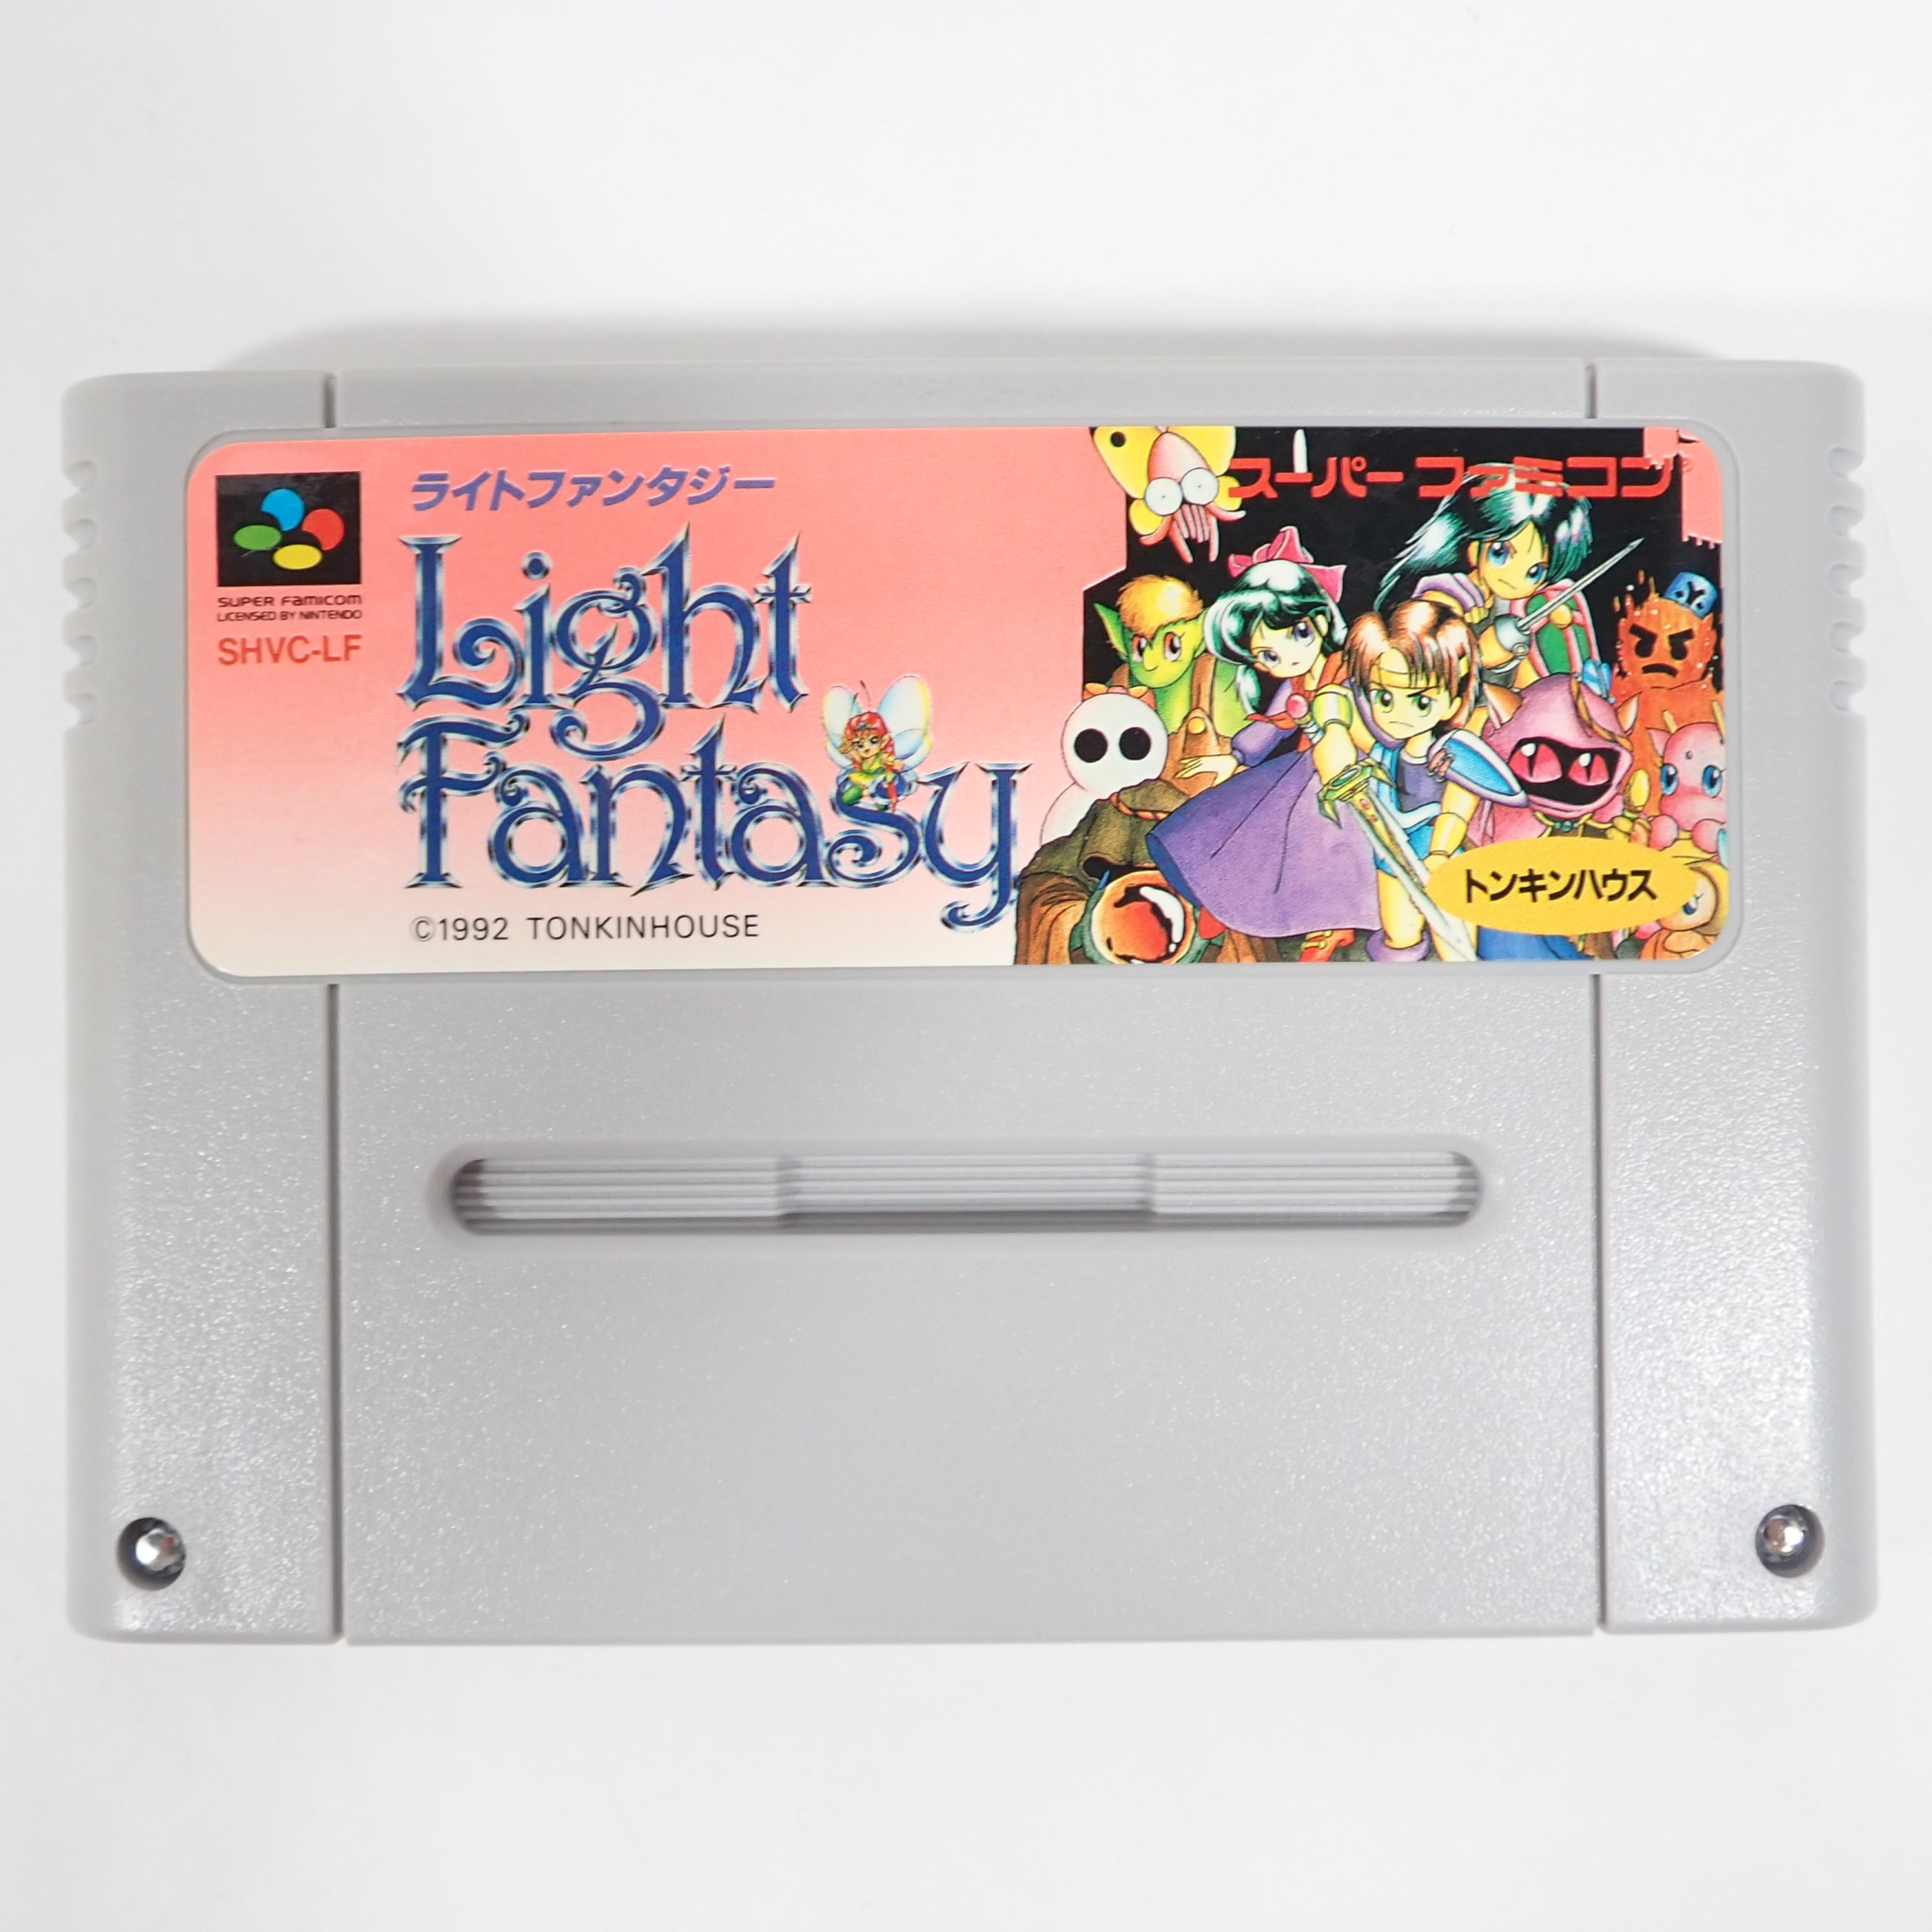 ライトファンタジー
スーパーファミコン
Light
Fantasy
SUPER FAMICOM
LICENSED BY NINTENDO
SHVC-LF
©1992 TONKINHOUSE
トンキンハウス